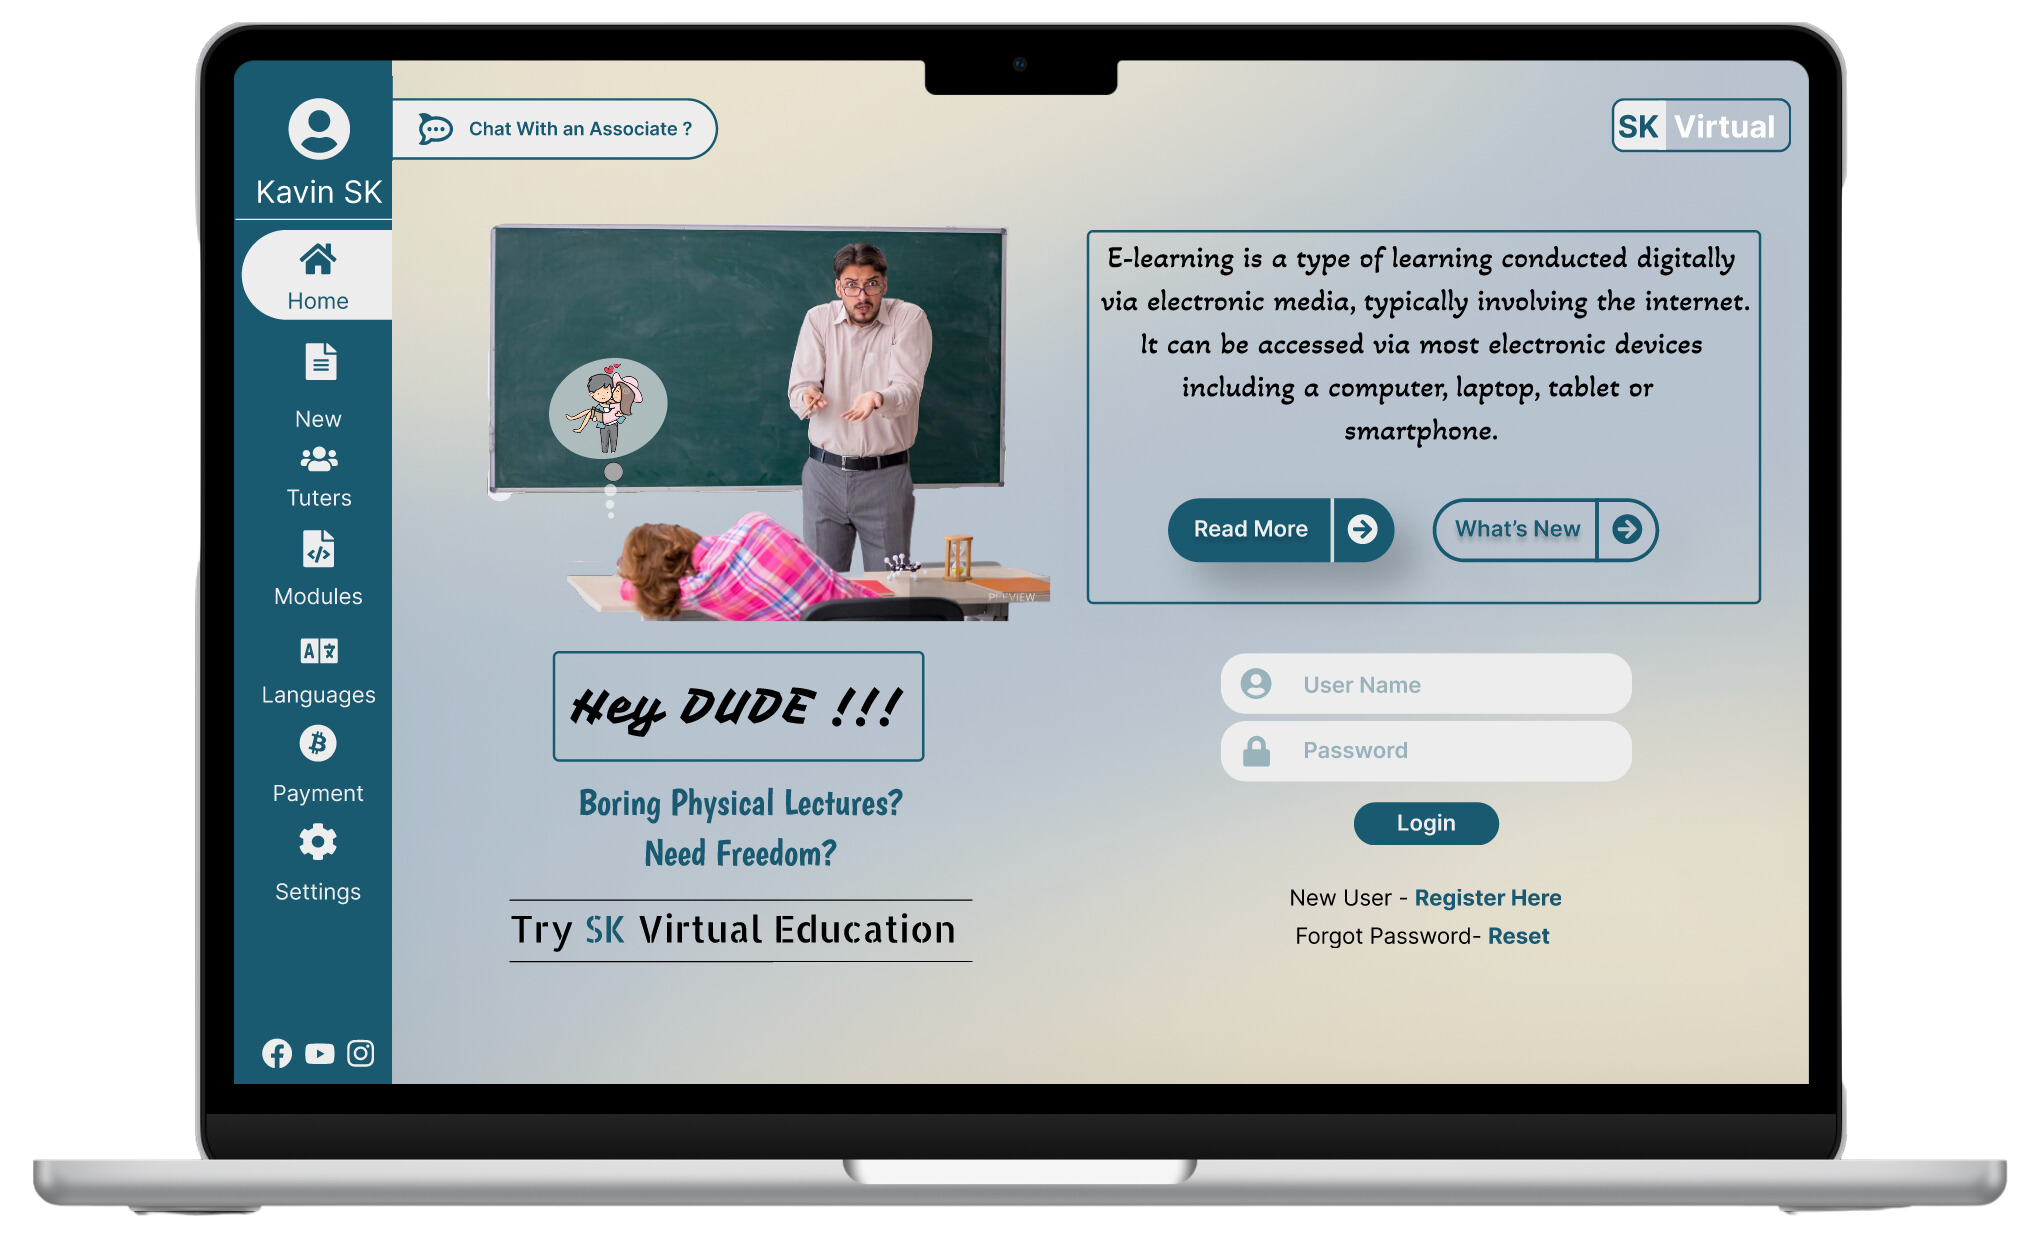 Kavin SK
Home
New
Tuters
Modules
Languages
Payment
Settings
Chat With an Associate ?
SK Virtual
E-learning is a type of learning conducted digitally
via electronic media, typically involving the internet.
It can be accessed via most electronic devices
including a computer, laptop, tablet or
smartphone.
Read More
What's New
PREVIEW
Hey DUDE !!!
Boring Physical Lectures?
Need Freedom?
Try SK Virtual Education
User Name
Password
Login
New User - Register Here
Forgot Password- Reset